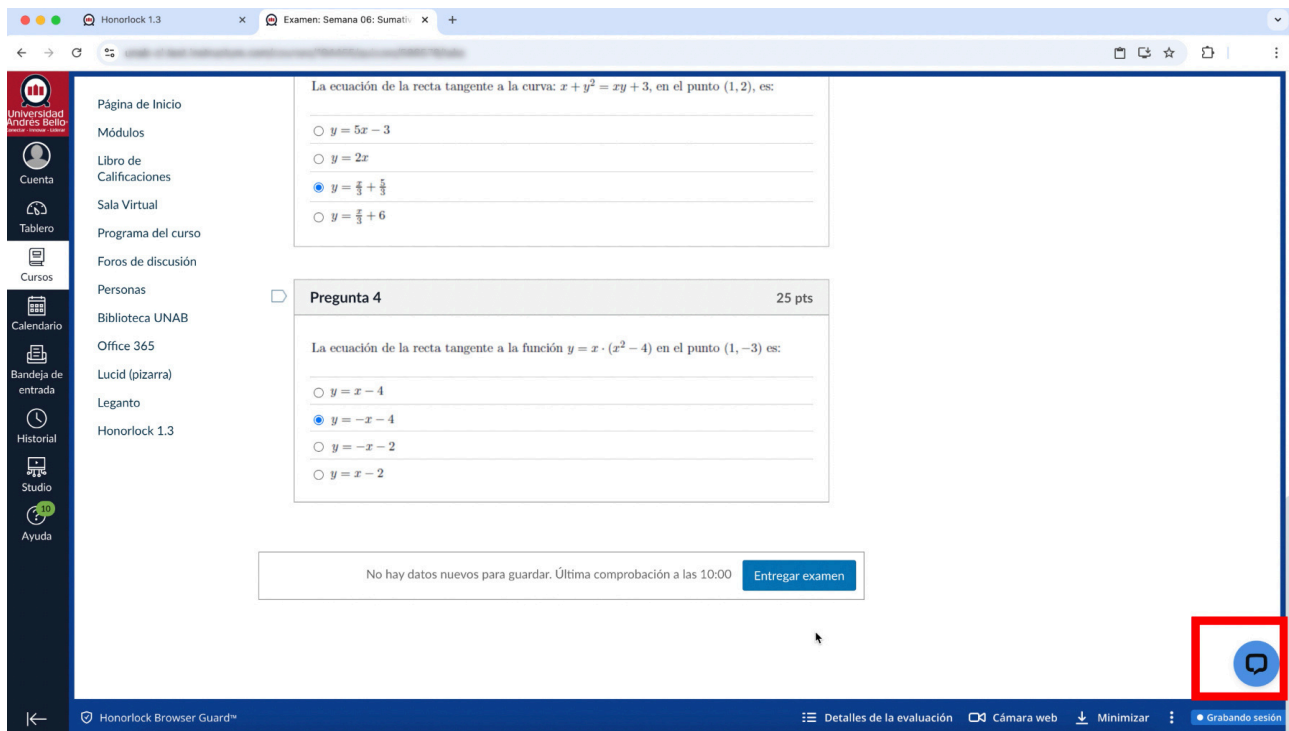 Honorlock 1.3
Examen: Semana 06: Sumativ
Universidad
Andrés Bello
Cuenta
Tablero
Cursos
Calendario
Bandeja de
entrada
Historial
Studio
10
Ayuda
Página de Inicio
Módulos
Libro de
Calificaciones
Sala Virtual
Programa del curso
Foros de discusión
Personas
Biblioteca UNAB
Office 365
Lucid (pizarra)
Leganto
Honorlock 1.3
La ecuación de la recta tangente a la curva: x + y² = xy + 3, en el punto (1, 2), es:
y = 5x − 3
y = 2x
y = x/3 + 5/3
y = x/3 + 6
Pregunta 4 25 pts
La ecuación de la recta tangente a la función y = x · (x² − 4) en el punto (1, −3) es:
y = x − 4
y = −x − 4
y = −x − 2
y = x − 2
No hay datos nuevos para guardar. Última comprobación a las 10:00 Entregar examen
Honorlock Browser Guard™ Detalles de la evaluación Cámara web Minimizar Grabando sesión